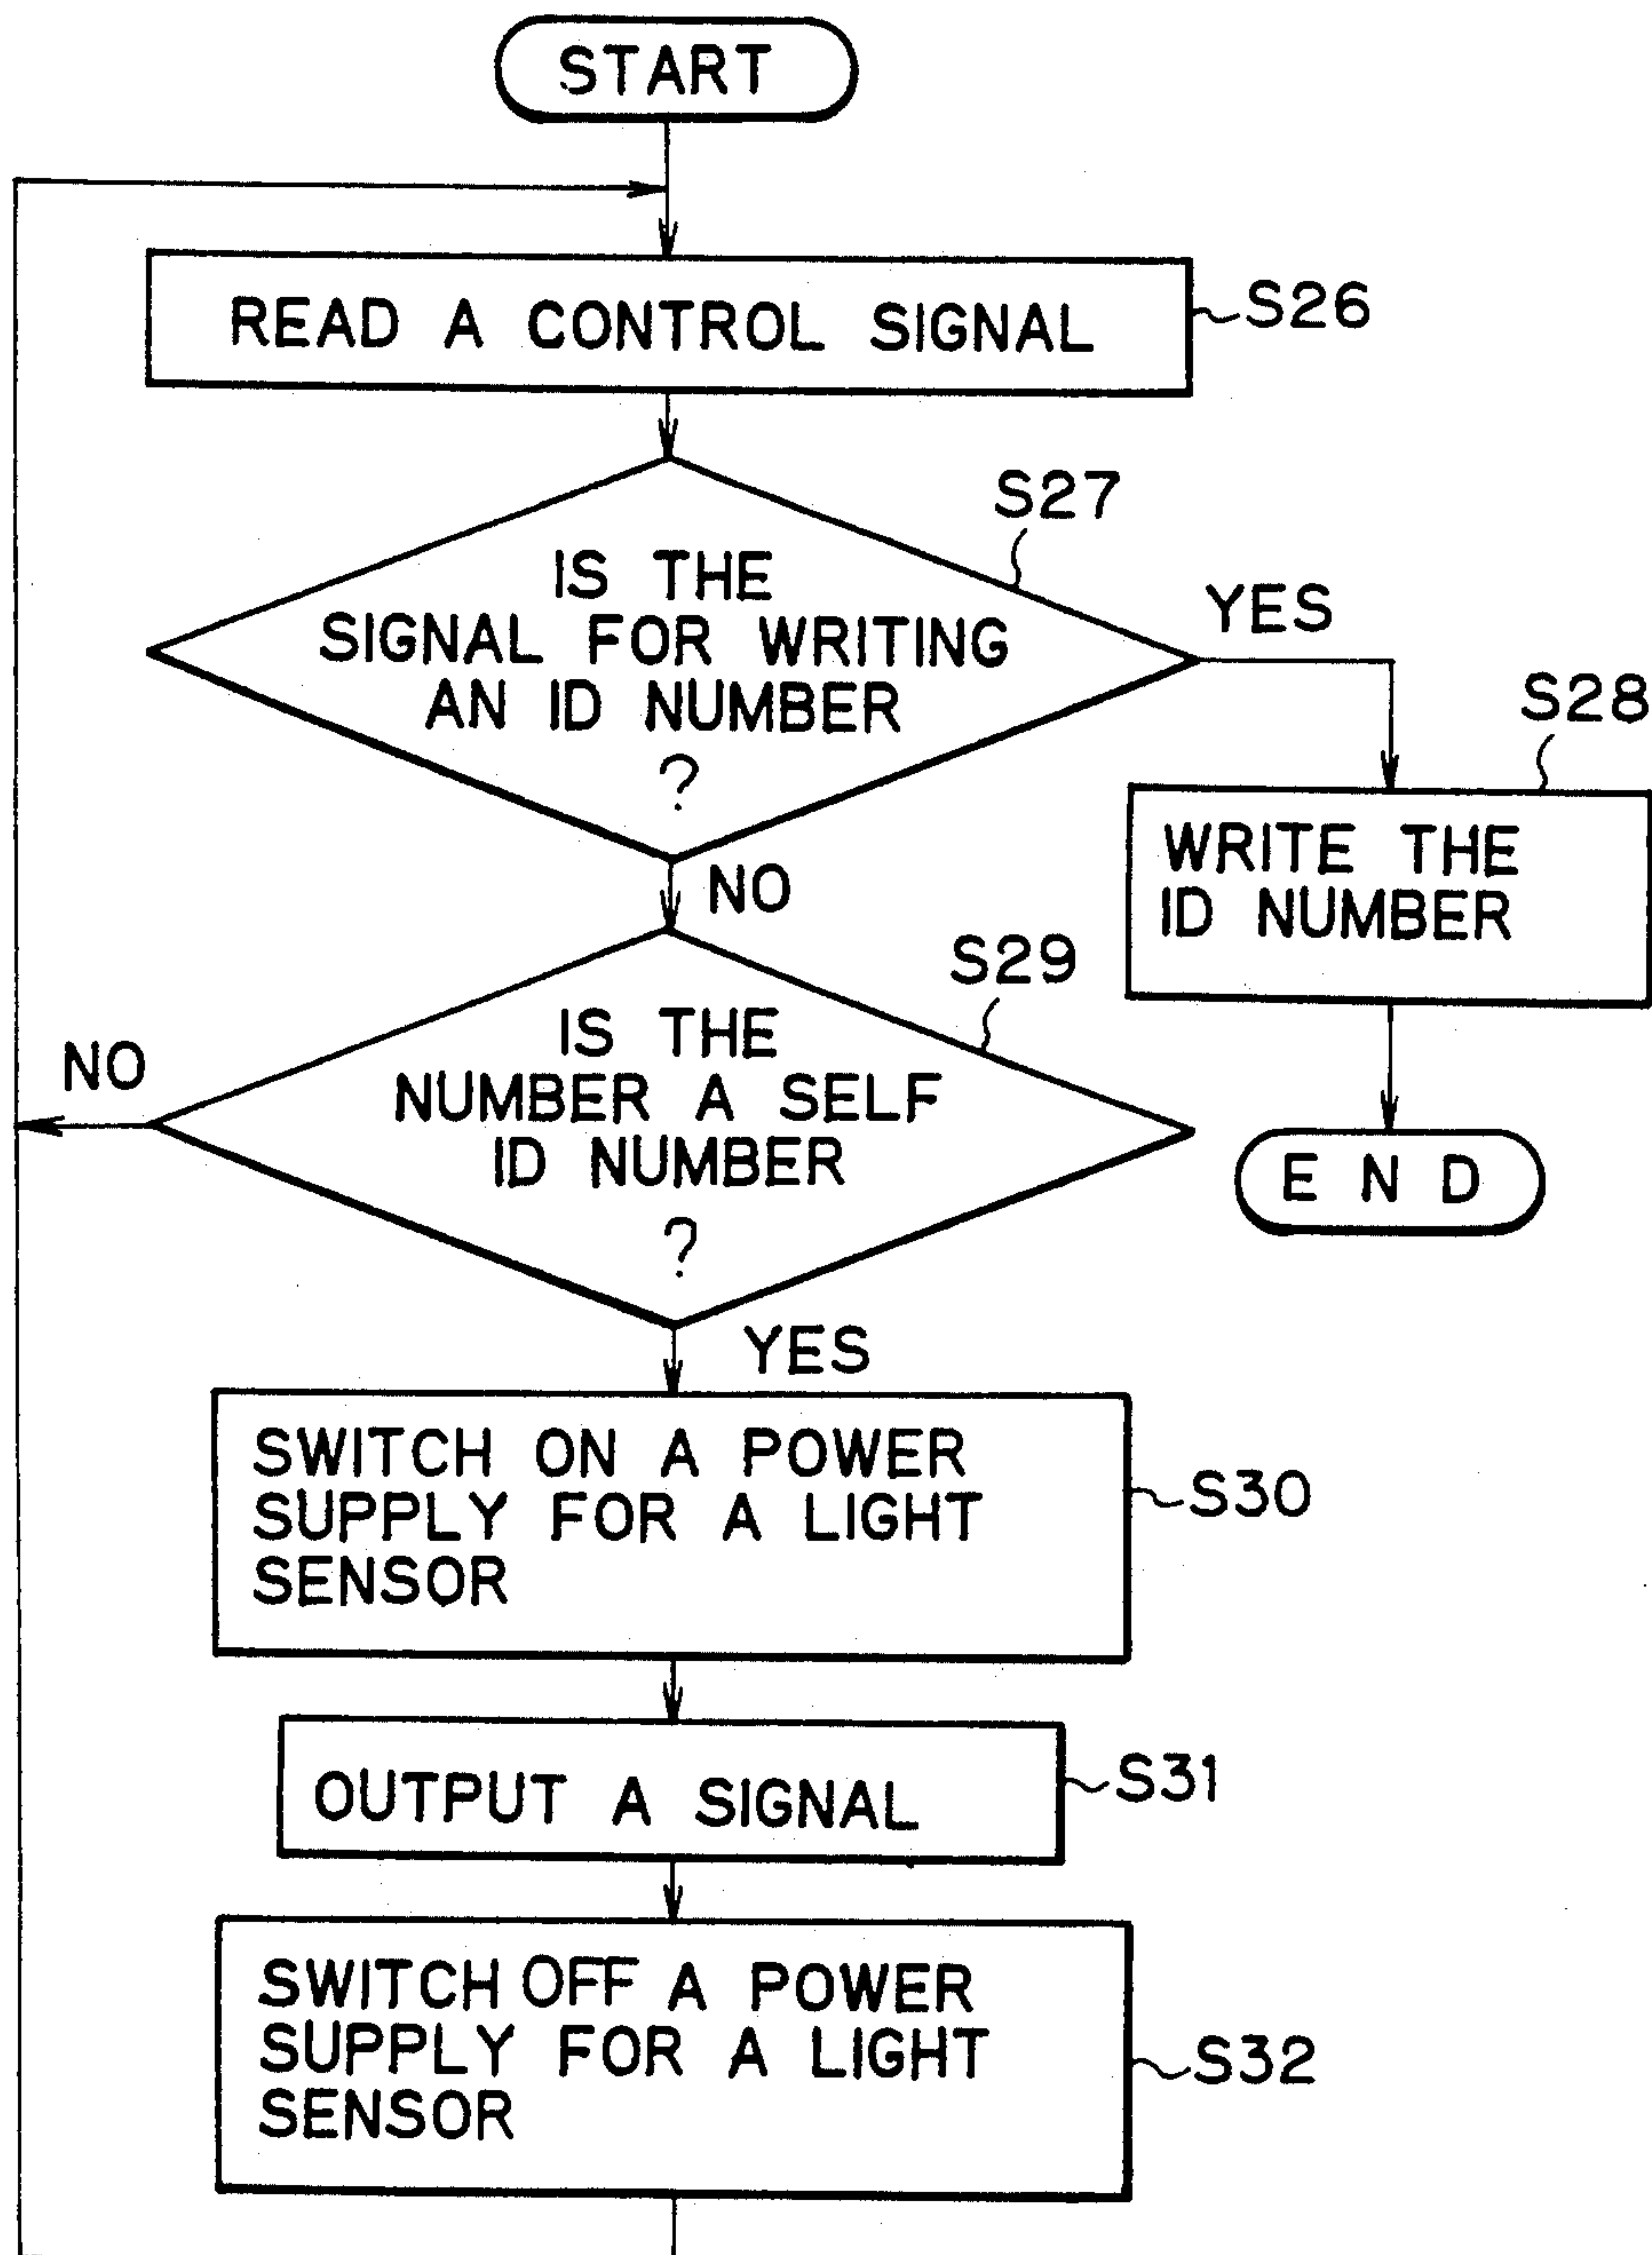 START
READ A CONTROL SIGNAL
S26
S27
IS THE
SIGNAL FOR WRITING
AN ID NUMBER
?
YES
S28
WRITE THE
ID NUMBER
NO
S29
IS THE
NUMBER A SELF
ID NUMBER
?
NO
END
YES
SWITCH ON A POWER
SUPPLY FOR A LIGHT
SENSOR
S30
OUTPUT A SIGNAL
S31
SWITCH OFF A POWER
SUPPLY FOR A LIGHT
SENSOR
S32